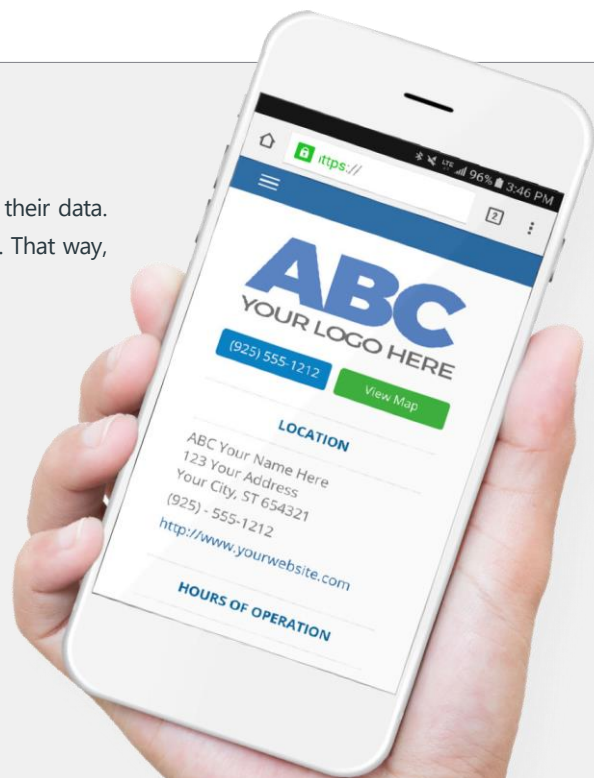 their data.
. That way,
https://
LTE 96% 3:46 PM
2
ABC
YOUR LOGO HERE
(925) 555-1212
View Map
LOCATION
ABC Your Name Here
123 Your Address
Your City, ST 654321
(925) - 555-1212
http://www.yourwebsite.com
HOURS OF OPERATION